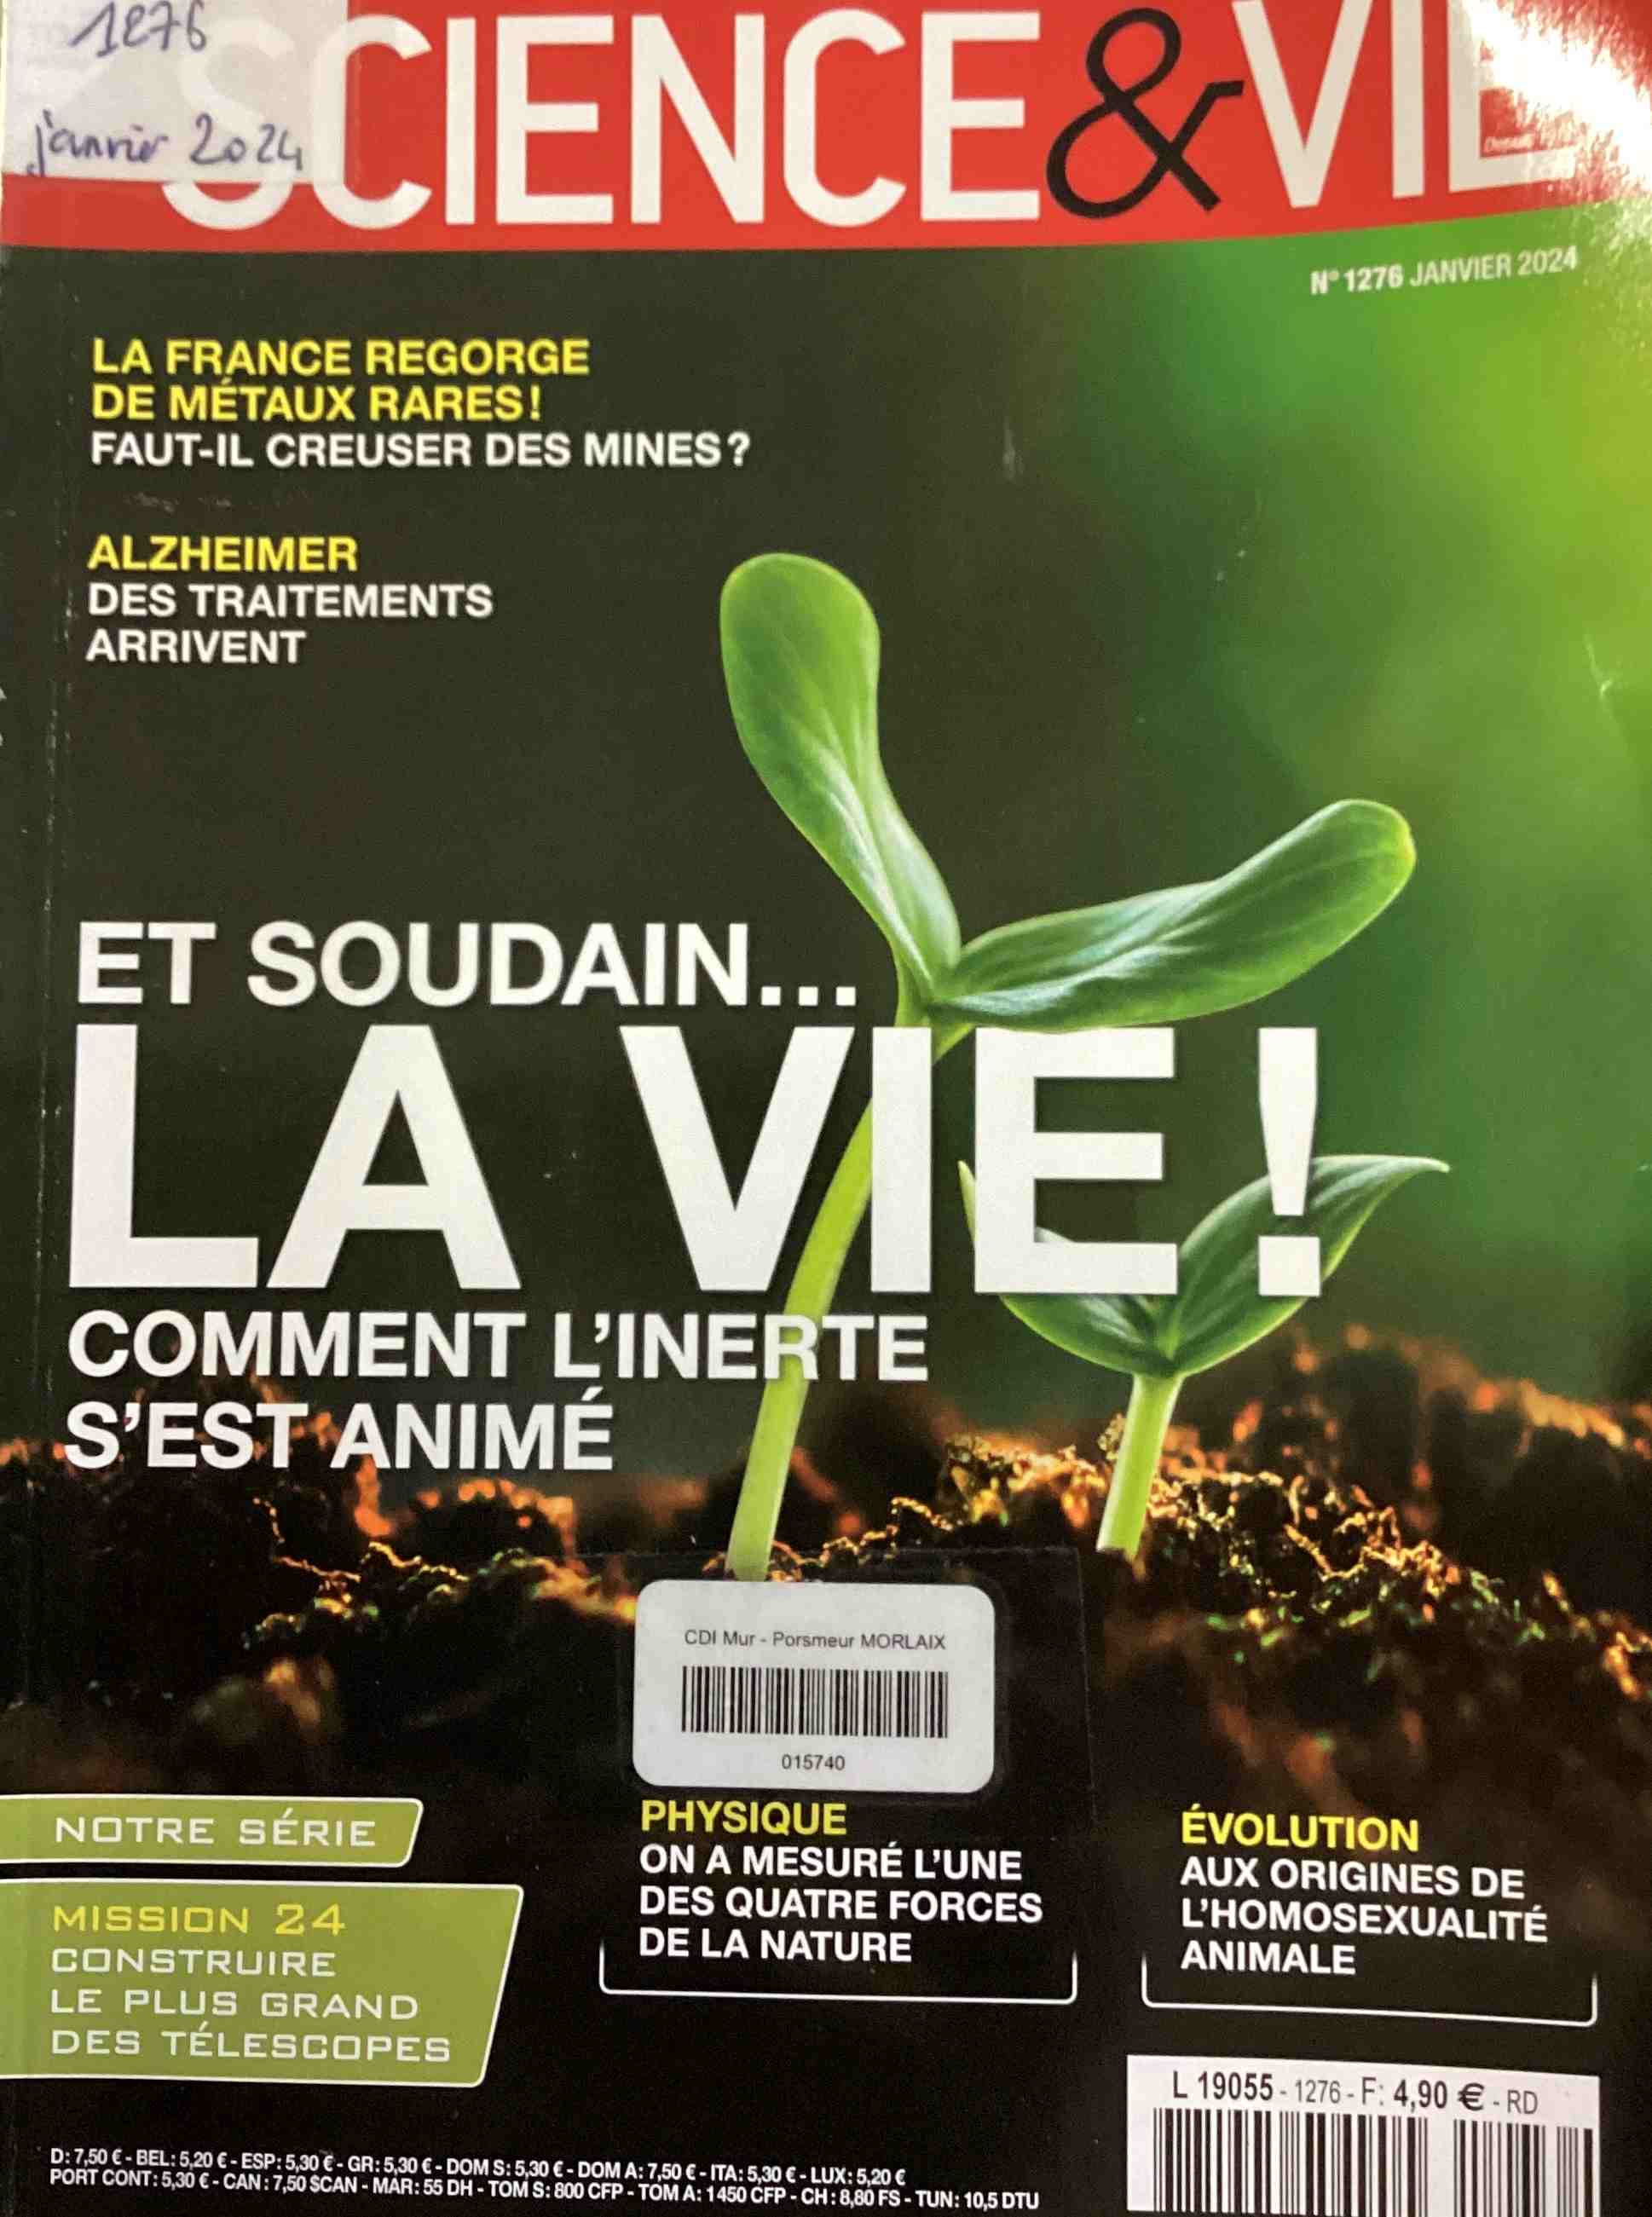 1276
janvier 2024
SCIENCE&VIE
N° 1276 JANVIER 2024
LA FRANCE REGORGE
DE MÉTAUX RARES!
FAUT-IL CREUSER DES MINES?
ALZHEIMER
DES TRAITEMENTS
ARRIVENT
ET SOUDAIN...
LA VIE!
COMMENT L'INERTE
S'EST ANIMÉ
CDI Mur - Porsmeur MORLAIX
015740
NOTRE SÉRIE
MISSION 24
CONSTRUIRE
LE PLUS GRAND
DES TÉLESCOPES
PHYSIQUE
ON A MESURÉ L'UNE
DES QUATRE FORCES
DE LA NATURE
ÉVOLUTION
AUX ORIGINES DE
L'HOMOSEXUALITÉ
ANIMALE
L 19055 - 1276 - F: 4,90 € - RD
D: 7,50 € - BEL: 5,20 € - ESP: 5,30 € - GR: 5,30 € - DOM S: 5,30 € - DOM A: 7,50 € - ITA: 5,30 € - LUX: 5,20 €
PORT CONT: 5,30 € - CAN: 7,50 $CAN - MAR: 55 DH - TOM S: 800 CFP - TOM A: 1450 CFP - CH: 8,80 FS - TUN: 10,5 DTU